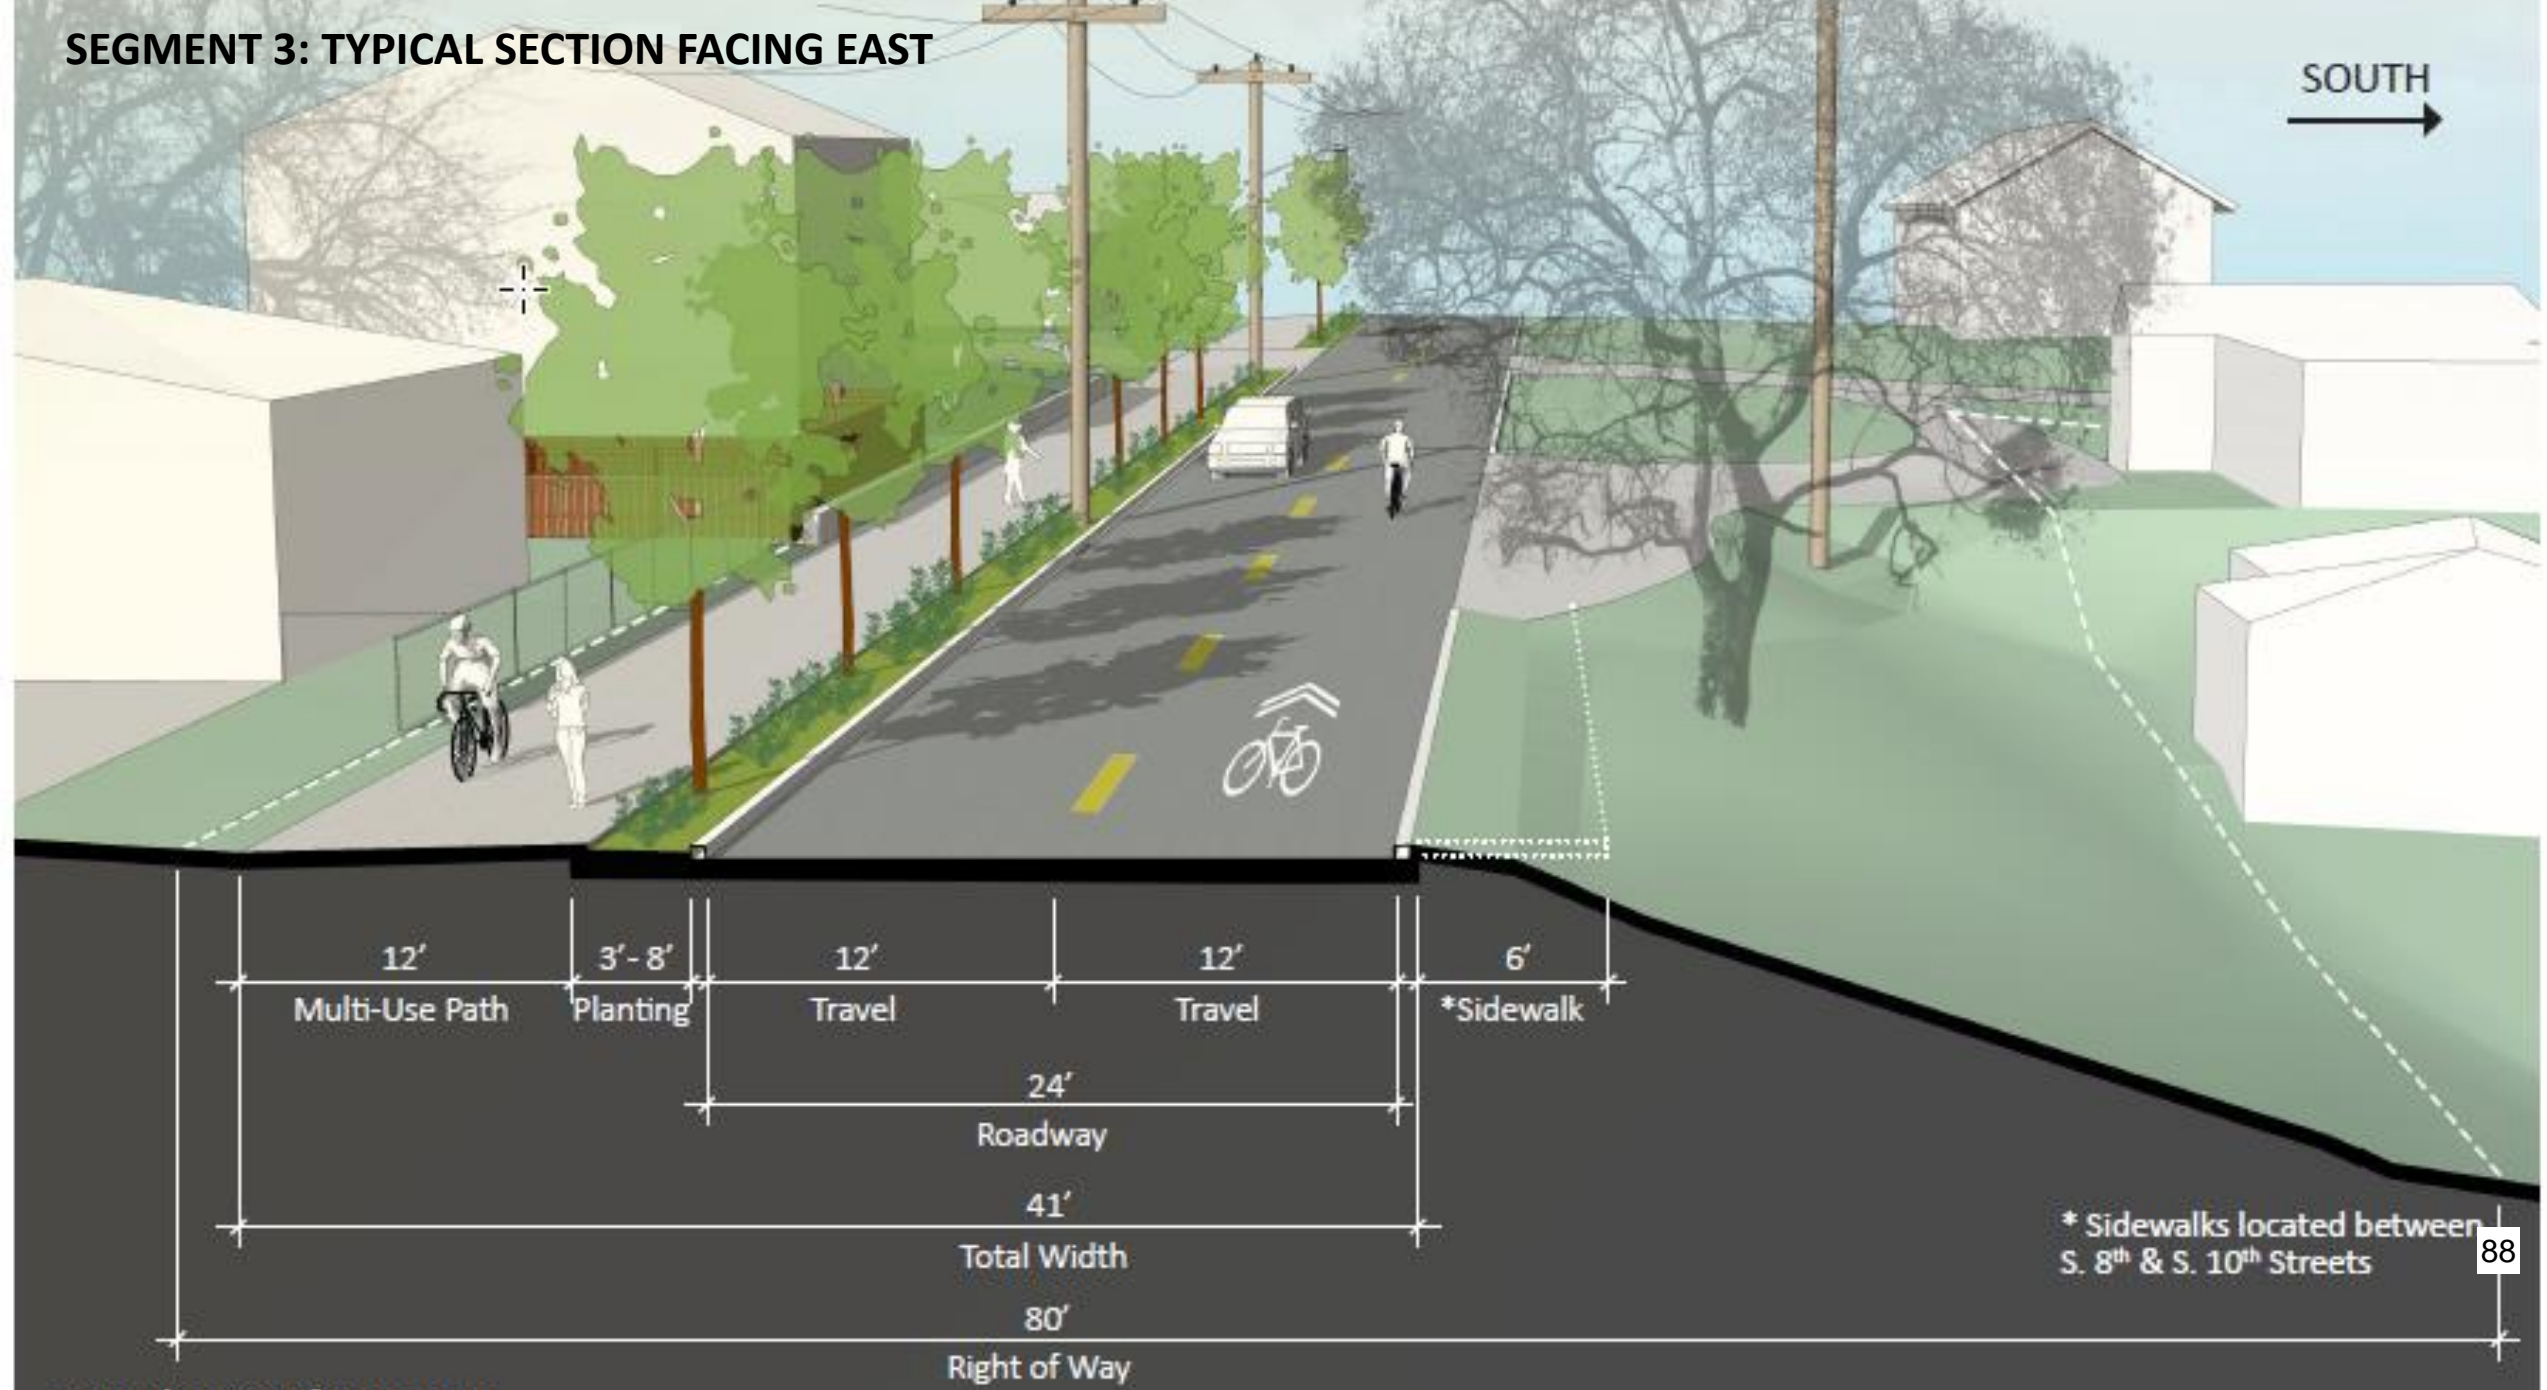 SEGMENT 3: TYPICAL SECTION FACING EAST
SOUTH
12’
3’- 8’
12’
12’
6’
Multi-Use Path
Planting
Travel
Travel
*Sidewalk
24’
Roadway
41’
Total Width
* Sidewalks located between
S. 8th & S. 10th Streets
88
80’
Right of Way